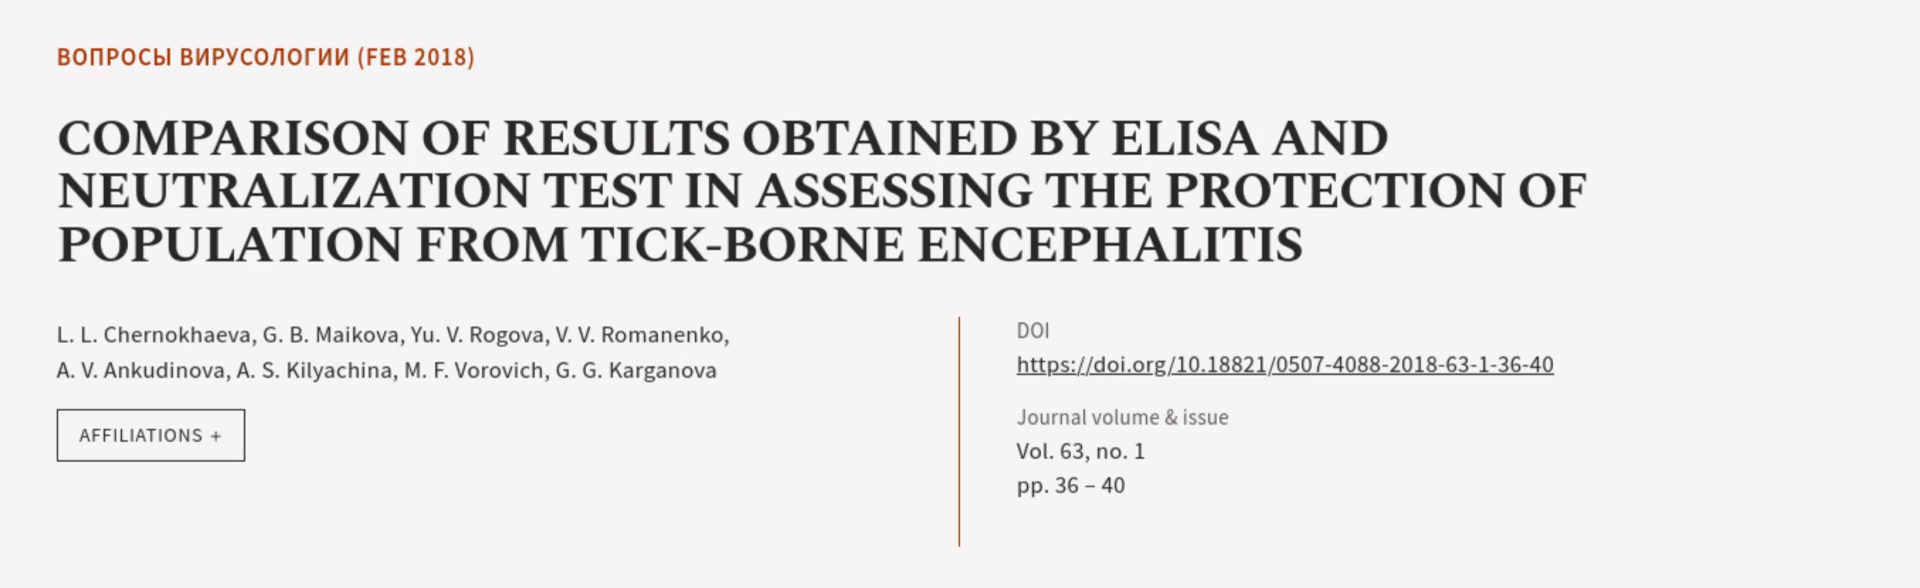 ВОПРОСЫ ВИРУСОЛОГИИ (FEB 2018)
COMPARISON OF RESULTS OBTAINED BY ELISA AND
NEUTRALIZATION TEST IN ASSESSING THE PROTECTION OF
POPULATION FROM TICK-BORNE ENCEPHALITIS
L. L. Chernokhaeva, G. B. Maikova, Yu. V. Rogova, V. V. Romanenko,
A. V. Ankudinova, A. S. Kilyachina, M. F. Vorovich, G. G. Karganova
AFFILIATIONS +
DOI
https://doi.org/10.18821/0507-4088-2018-63-1-36-40
Journal volume & issue
Vol. 63, no. 1
pp. 36 – 40